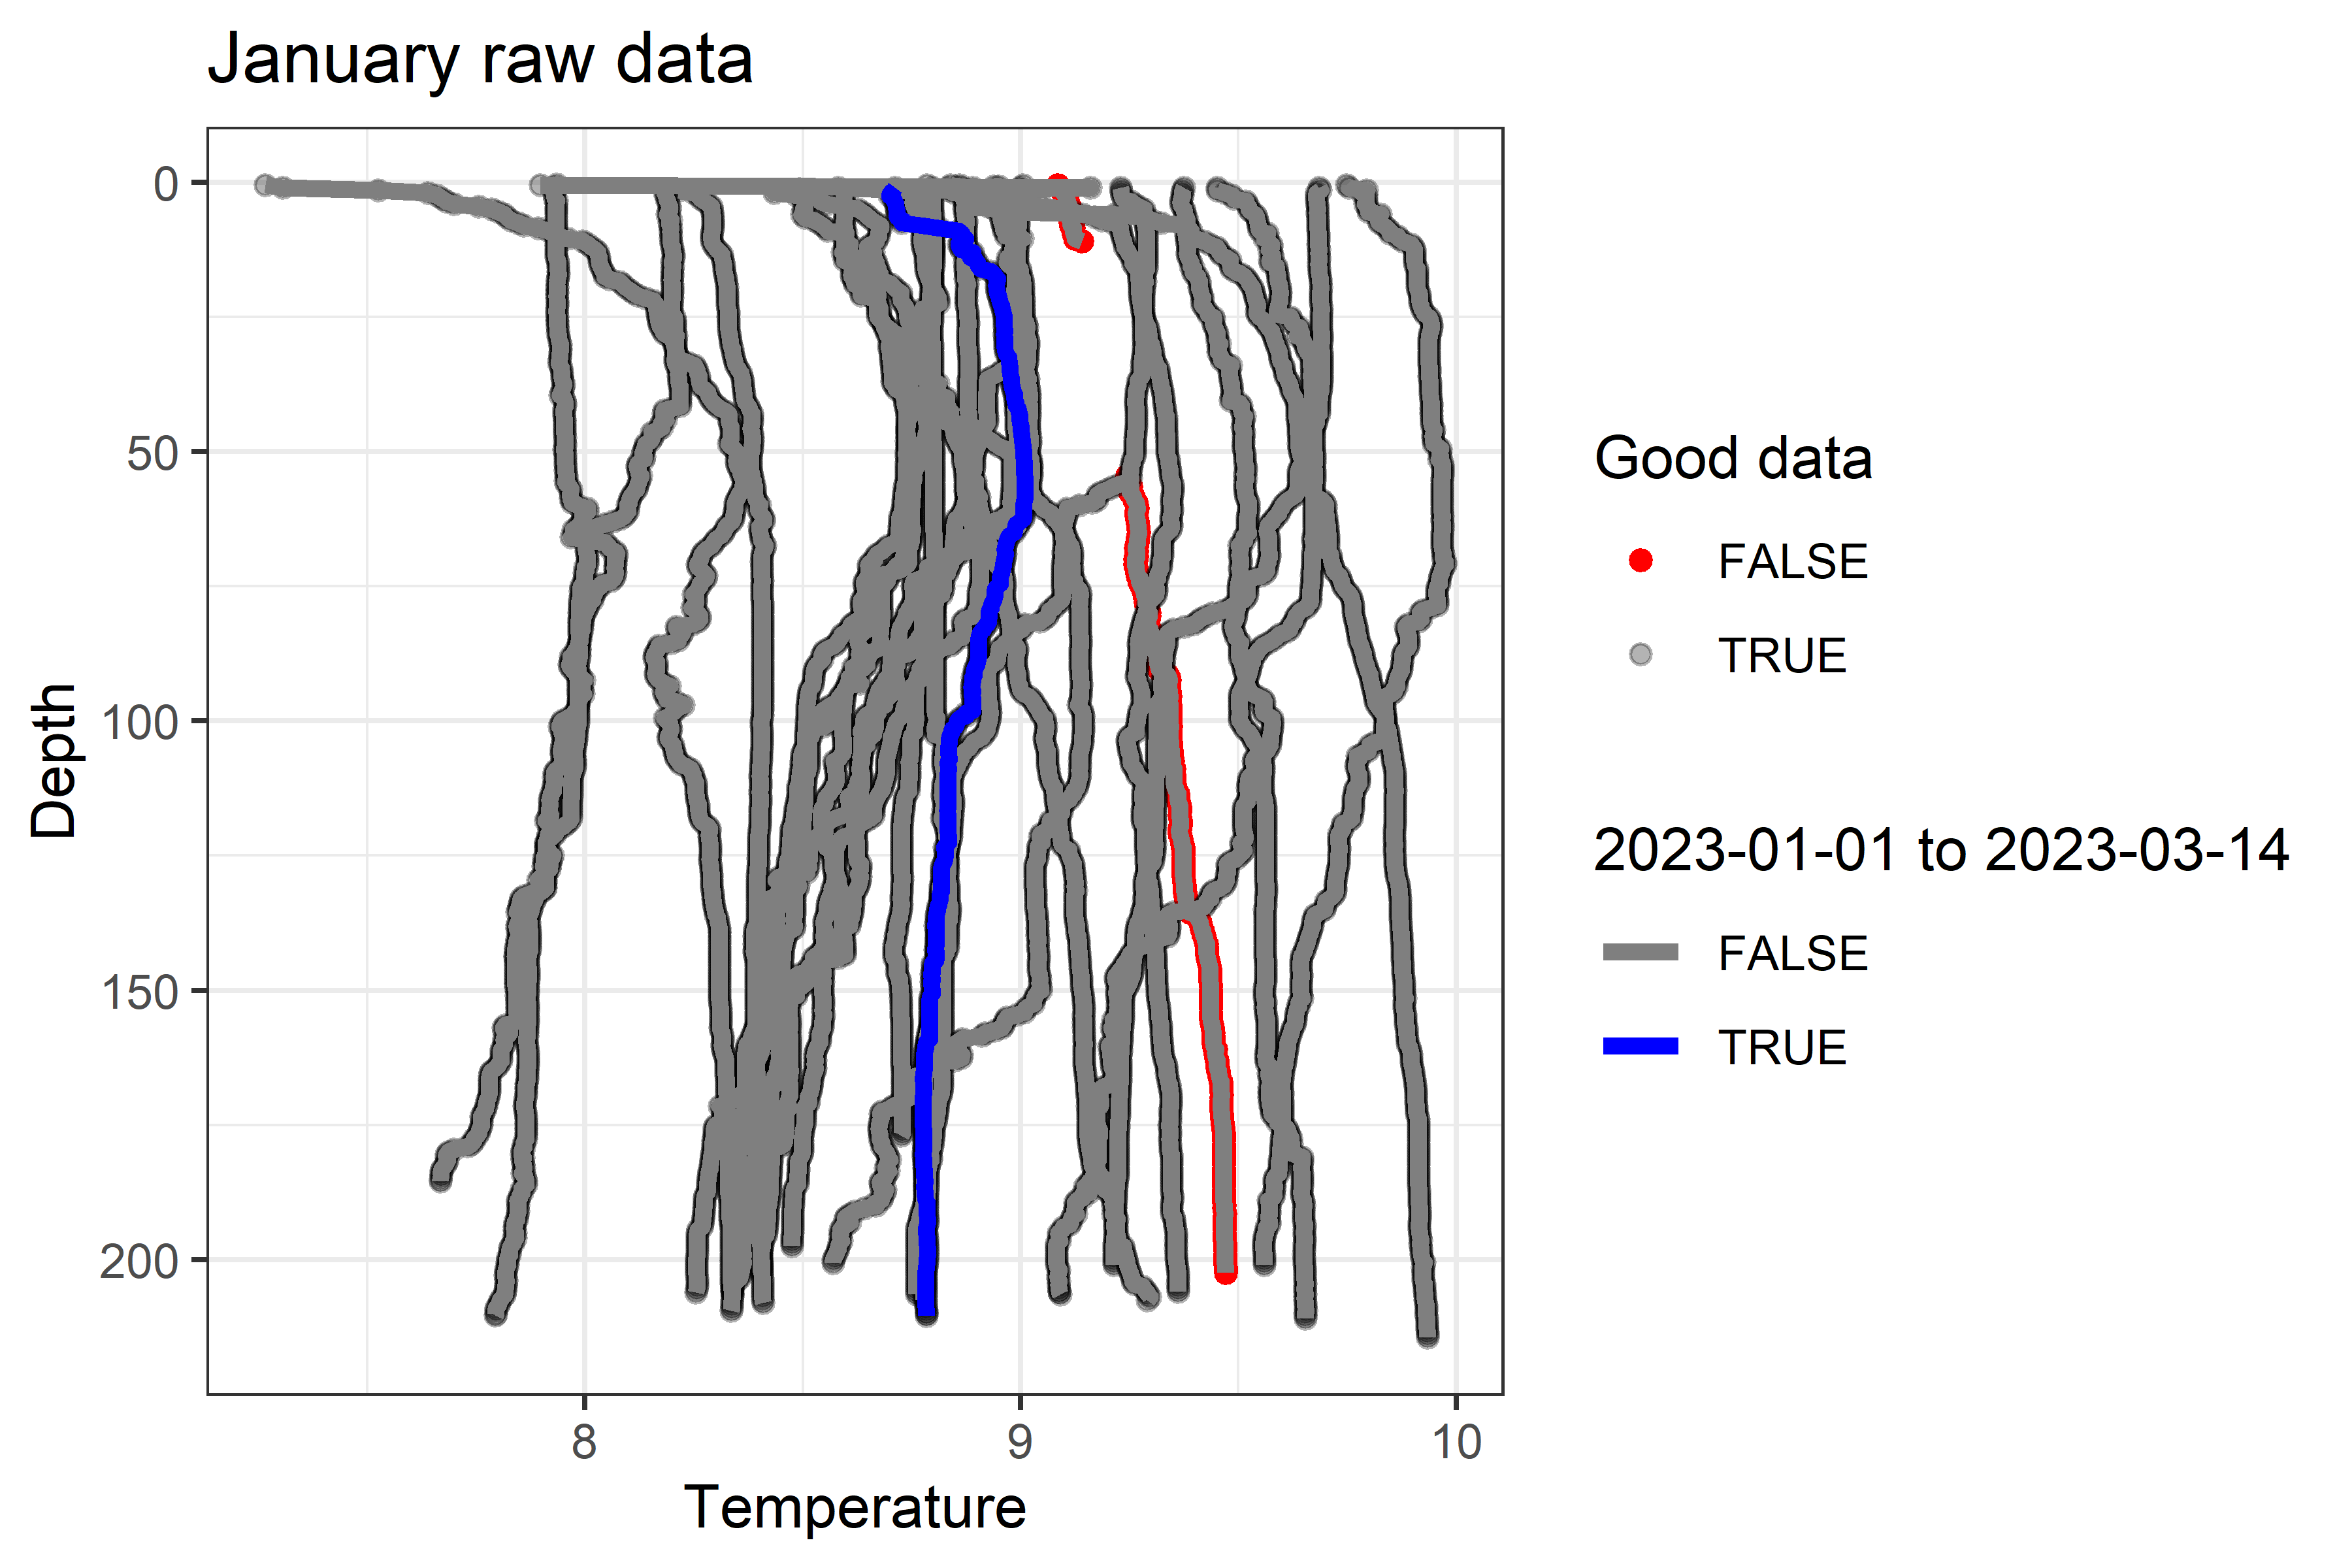 January raw data
0
50
100
150
200
Depth
8
9
10
Temperature
Good data
FALSE
TRUE
2023-01-01 to 2023-03-14
FALSE
TRUE